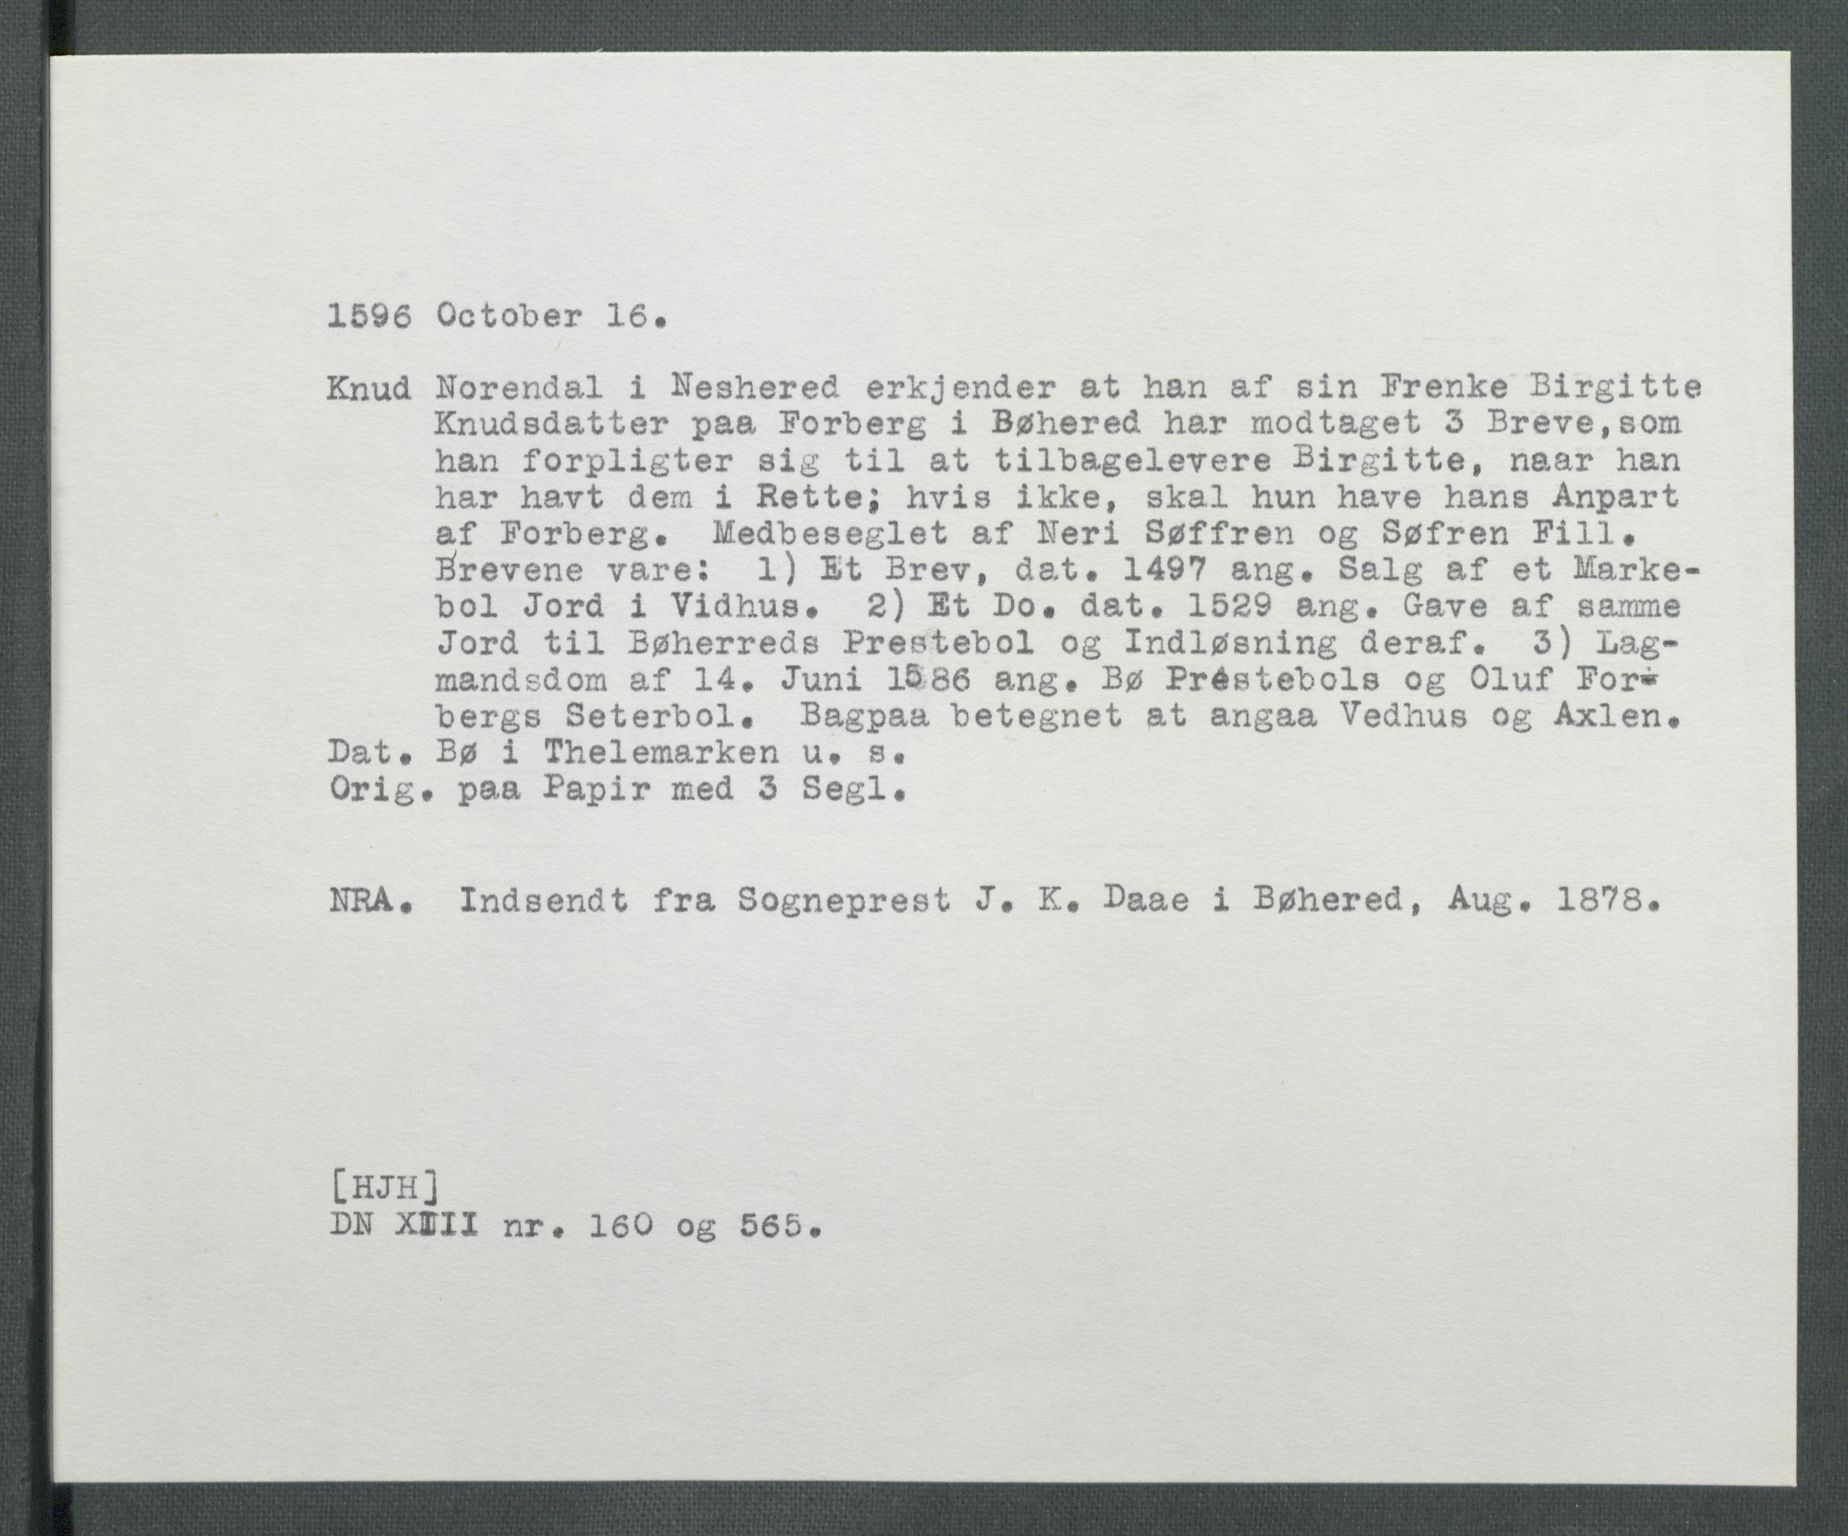 1596 October 16.
Knud Norendal i Neshered erkjender at han af sin Frenke Birgitte
Knudsdatter paa Forberg i Bøhered har modtaget 3 Breve,som
han forpligter sig til at tilbagelevere Birgitte, naar han
har havt dem i Rette; hvis ikke, skal hun have hans Anpart
af Forberg. Medbeseglet af Neri Søffren og Søfren Fill.
Brevene vare: 1) Et Brev, dat. 1497 ang. Salg af et Marke-
bol Jord i Vidhus. 2) Et Do. dat. 1529 ang. Gave af samme
Jord til Bøherreds Prestebol og Indløsning deraf. 3) Lag-
mandsdom af 14. Juni 1586 ang. Bø Prestebols og Oluf For-
bergs Seterbol. Bagpaa betegnet at angaa Vedhus og Axlen.
Dat. Bø i Thelemarken u. s.
Orig. paa Papir med 3 Segl.
NRA. Indsendt fra Sogneprest J. K. Daae i Bøhered, Aug. 1878.
[HJH]
DN XIII nr. 160 og 565.